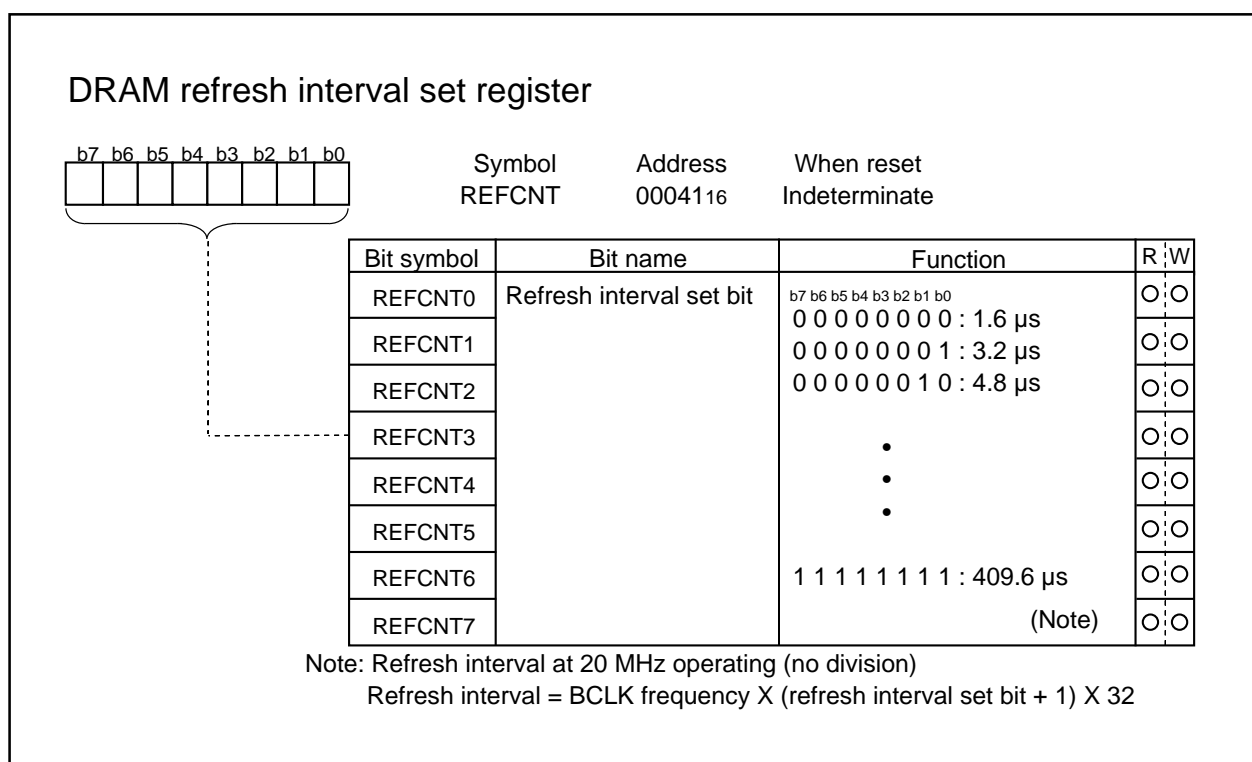 DRAM refresh interval set register
b7 b6 b5 b4 b3 b2 b1 b0
Symbol Address When reset
REFCNT 0004116 Indeterminate
Bit symbol Bit name Function R W
REFCNT0 Refresh interval set bit b7 b6 b5 b4 b3 b2 b1 b0
0 0 0 0 0 0 0 0 : 1.6 µs
REFCNT1 0 0 0 0 0 0 0 1 : 3.2 µs
REFCNT2 0 0 0 0 0 0 1 0 : 4.8 µs
REFCNT3
REFCNT4
REFCNT5
REFCNT6 1 1 1 1 1 1 1 1 : 409.6 µs
REFCNT7 (Note)
Note: Refresh interval at 20 MHz operating (no division)
Refresh interval = BCLK frequency X (refresh interval set bit + 1) X 32